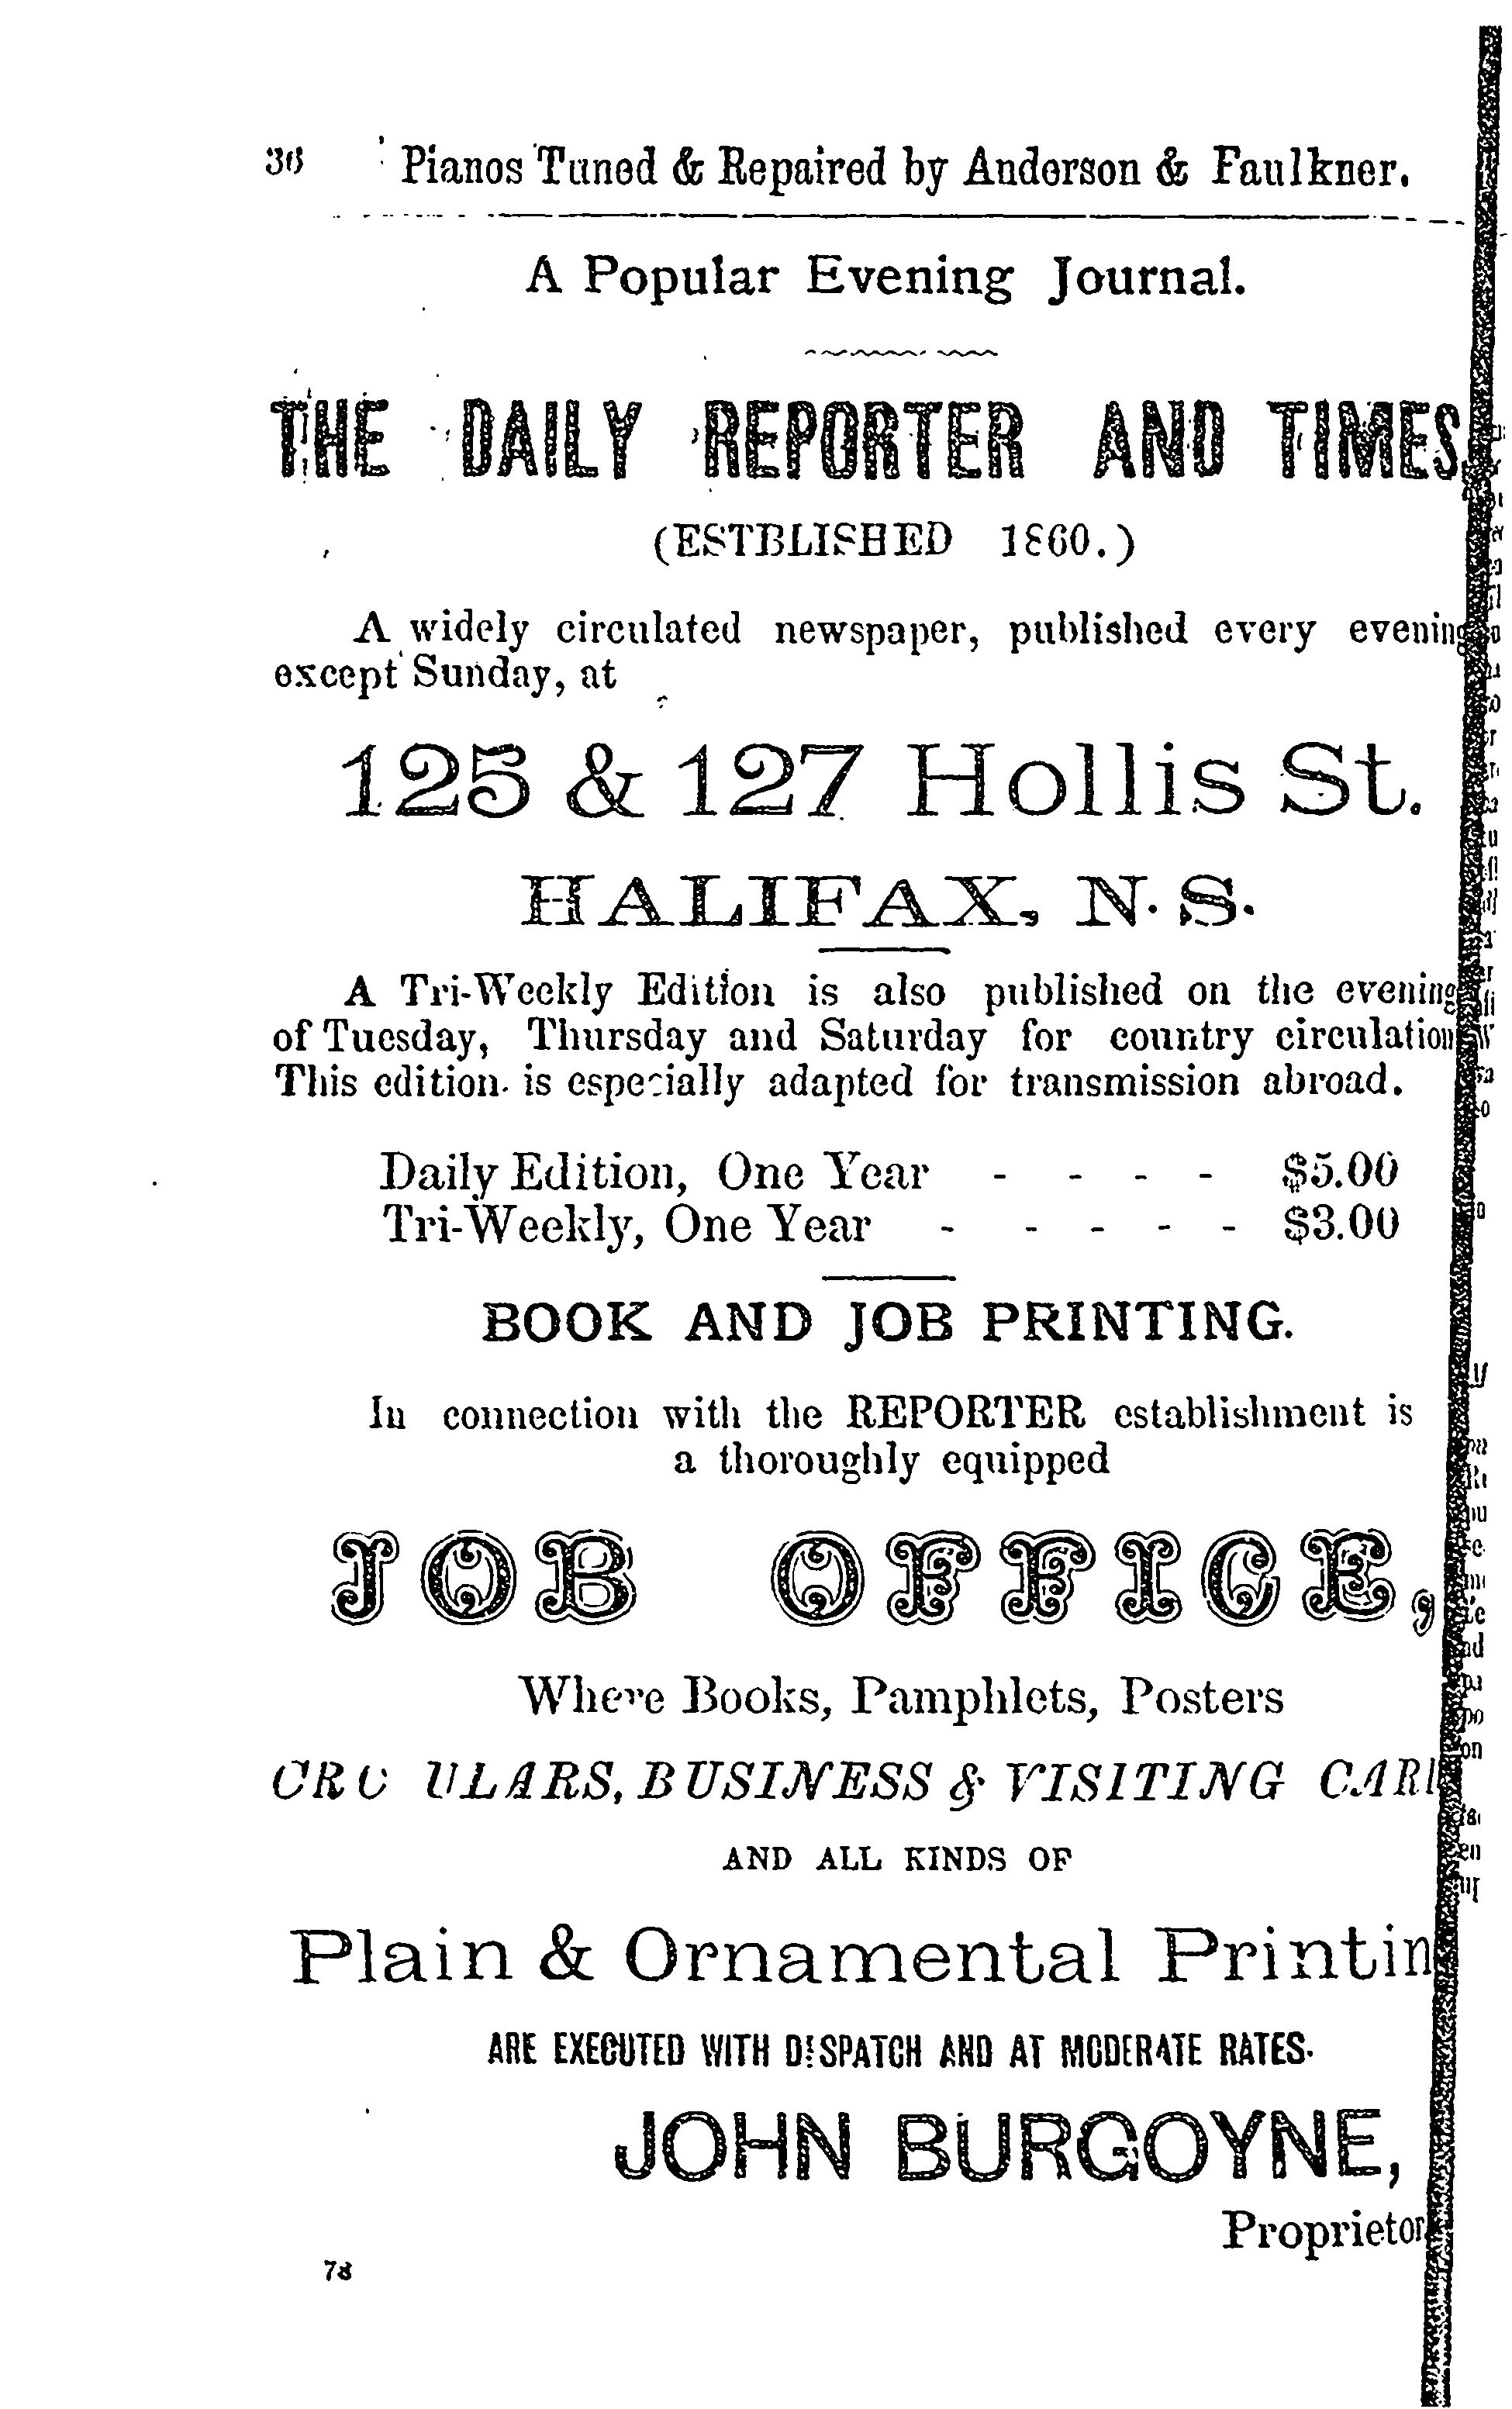 36 Pianos Tuned & Repaired by Anderson & Faulkner.
A Popular Evening Journal.
THE DAILY REPORTER AND TIMES
(ESTBLISHED 1860.)
A widely circulated newspaper, published every evening
except Sunday, at
125 & 127 Hollis St.
HALIFAX, N. S.
A Tri-Weekly Edition is also published on the evening
of Tuesday, Thursday and Saturday for country circulation
This edition is especially adapted for transmission abroad.
Daily Edition, One Year - - - - $5.00
Tri-Weekly, One Year - - - - - $3.00
BOOK AND JOB PRINTING.
In connection with the REPORTER establishment is
a thoroughly equipped
JOB OFFICE,
Where Books, Pamphlets, Posters
CRC ULARS, BUSINESS & VISITING CAR
AND ALL KINDS OF
Plain & Ornamental Printin
ARE EXECUTED WITH DISPATCH AND AT MODERATE RATES.
JOHN BURGOYNE,
Proprietor
78